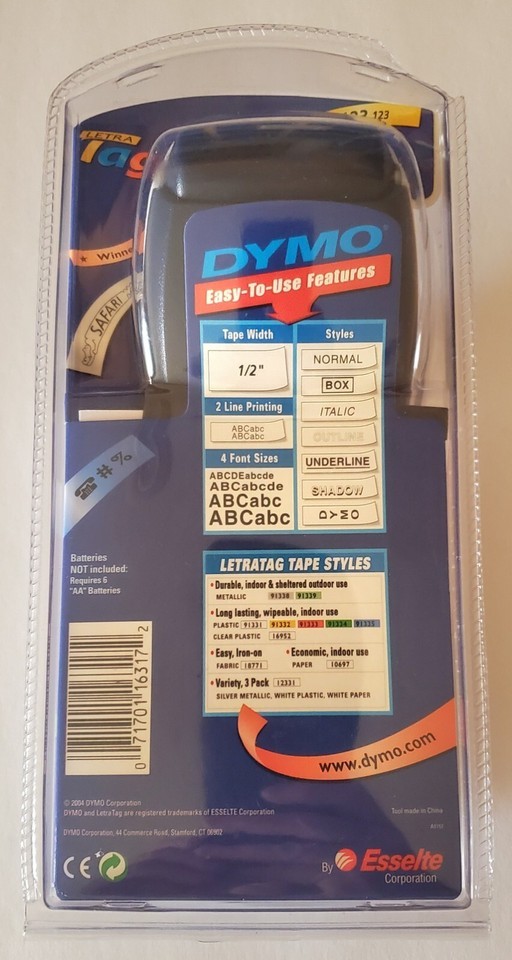 123
LETRA
Tag
Winne
SAFARI
DYMO®
Easy-To-Use Features
Tape Width
1/2"
2 Line Printing
ABCabc
ABCabc
4 Font Sizes
ABCDEabcde
ABCabcde
ABCabc
ABCabc
Styles
NORMAL
BOX
ITALIC
OUTLINE
UNDERLINE
SHADOW
DYMO
# %
Batteries
NOT included:
Requires 6
"AA" Batteries
LETRATAG TAPE STYLES
• Durable, indoor & sheltered outdoor use
METALLIC 91338 91339
• Long lasting, wipeable, indoor use
PLASTIC 91331 91332 91333 91334 91335
CLEAR PLASTIC 16952
• Easy, Iron-on
FABRIC 18771
• Economic, indoor use
PAPER 10697
• Variety, 3 Pack 12331
SILVER METALLIC, WHITE PLASTIC, WHITE PAPER
www.dymo.com
0 71701 16317 2
© 2004 DYMO Corporation
DYMO and LetraTag are registered trademarks of ESSELTE Corporation
DYMO Corporation, 44 Commerce Road, Stamford, CT 06902
Tool made in China
CE
By Esselte
Corporation